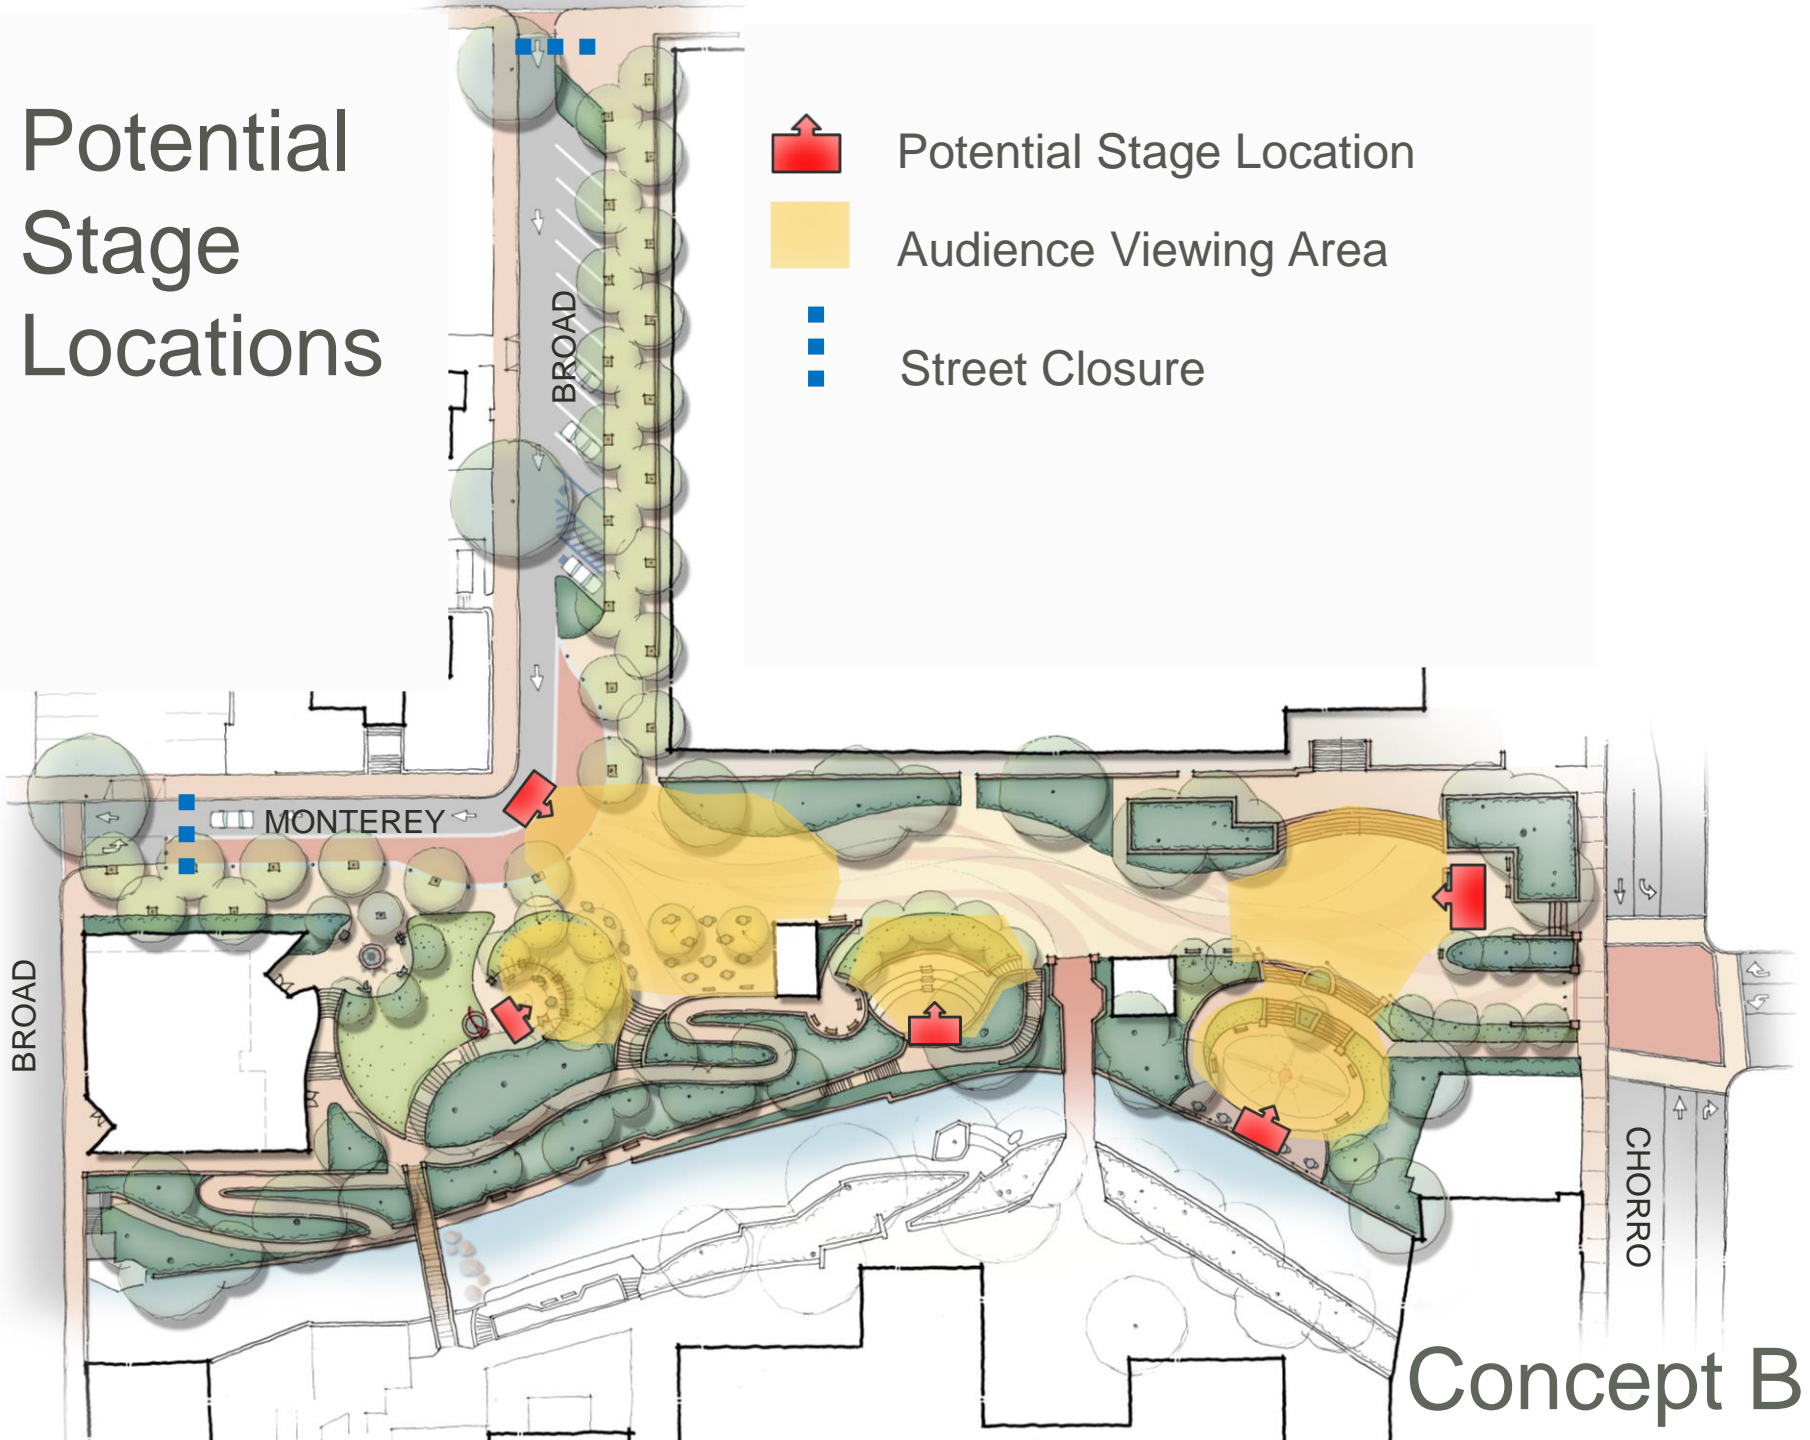 Potential
Stage
Locations
Potential Stage Location
Audience Viewing Area
Street Closure
BROAD
MONTEREY
BROAD
CHORRO
Concept B